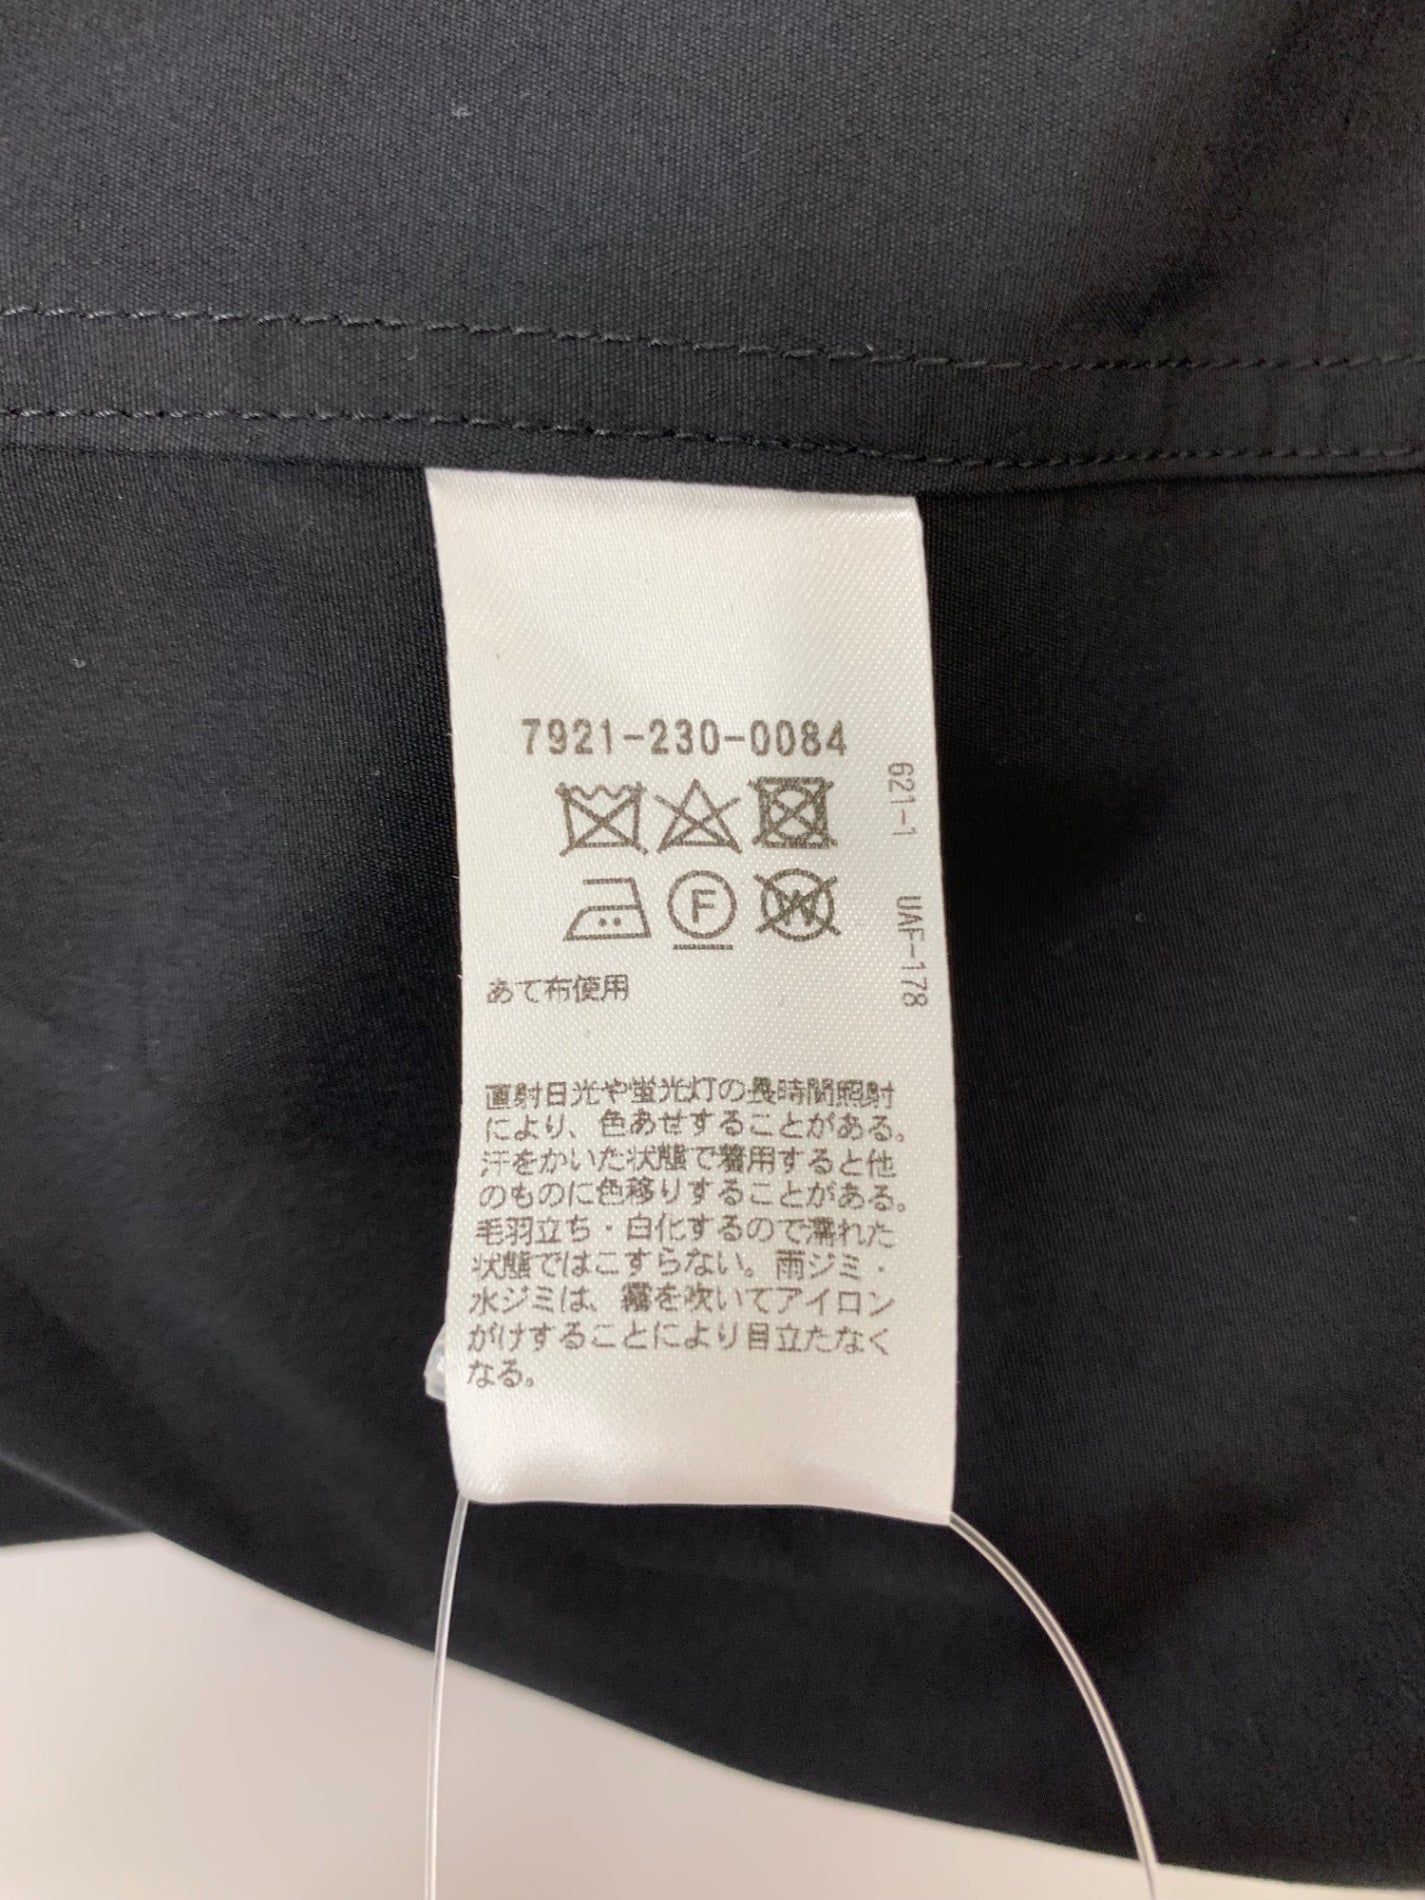 7921-230-0084
621-1
UAF-178
F
W
あて布使用
直射日光や蛍光灯の長時間照射
により、色あせすることがある。
汗をかいた状態で着用すると他
のものに色移りすることがある。
毛羽立ち・白化するので濡れた
状態ではこすらない。雨ジミ・
水ジミは、霧を吹いてアイロン
がけすることにより目立たなく
なる。